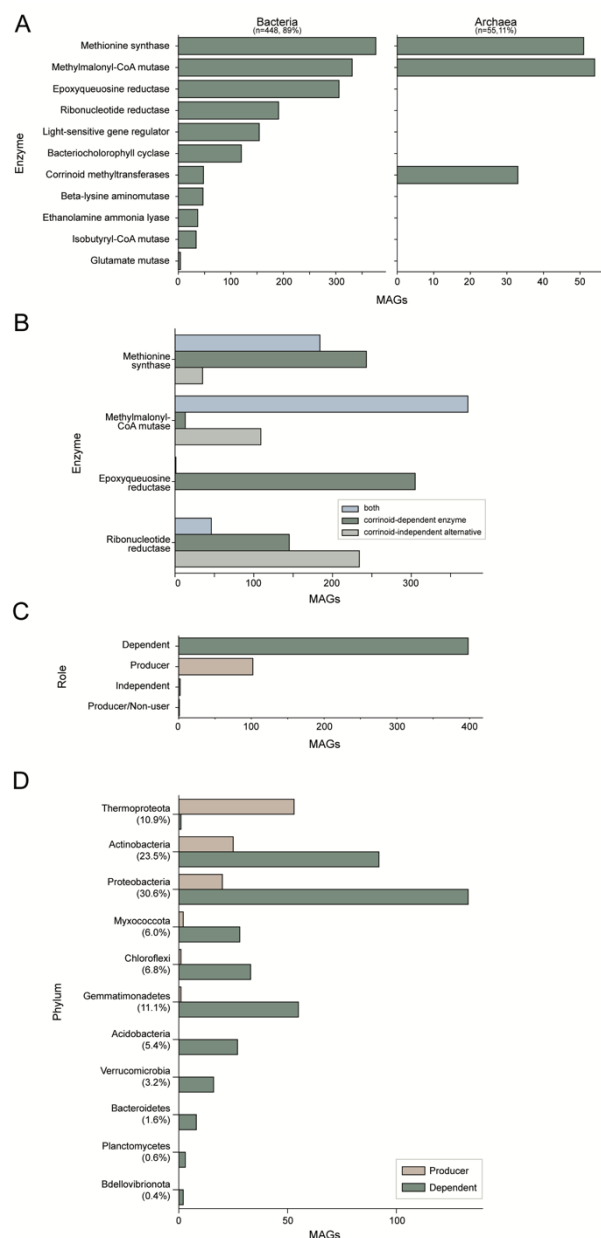 A
Bacteria
(n=448, 89%)
Archaea
(n=55,11%)
Enzyme
Methionine synthase
Methylmalonyl-CoA mutase
Epoxyqueuosine reductase
Ribonucleotide reductase
Light-sensitive gene regulator
Bacteriocholorophyll cyclase
Corrinoid methyltransferases
Beta-lysine aminomutase
Ethanolamine ammonia lyase
Isobutyryl-CoA mutase
Glutamate mutase
0 100 200 300
0 10 20 30 40 50
MAGs
B
Enzyme
Methionine
synthase
Methylmalonyl-
CoA mutase
Epoxyqueuosine
reductase
Ribonucleotide
reductase
both
corrinoid-dependent enzyme
corrinoid-independent alternative
0 100 200 300
MAGs
C
Role
Dependent
Producer
Independent
Producer/Non-user
0 100 200 300 400
MAGs
D
Phylum
Thermoproteota
(10.9%)
Actinobacteria
(23.5%)
Proteobacteria
(30.6%)
Myxococcota
(6.0%)
Chloroflexi
(6.8%)
Gemmatimonadetes
(11.1%)
Acidobacteria
(5.4%)
Verrucomicrobia
(3.2%)
Bacteroidetes
(1.6%)
Planctomycetes
(0.6%)
Bdellovibrionota
(0.4%)
Producer
Dependent
0 50 100
MAGs